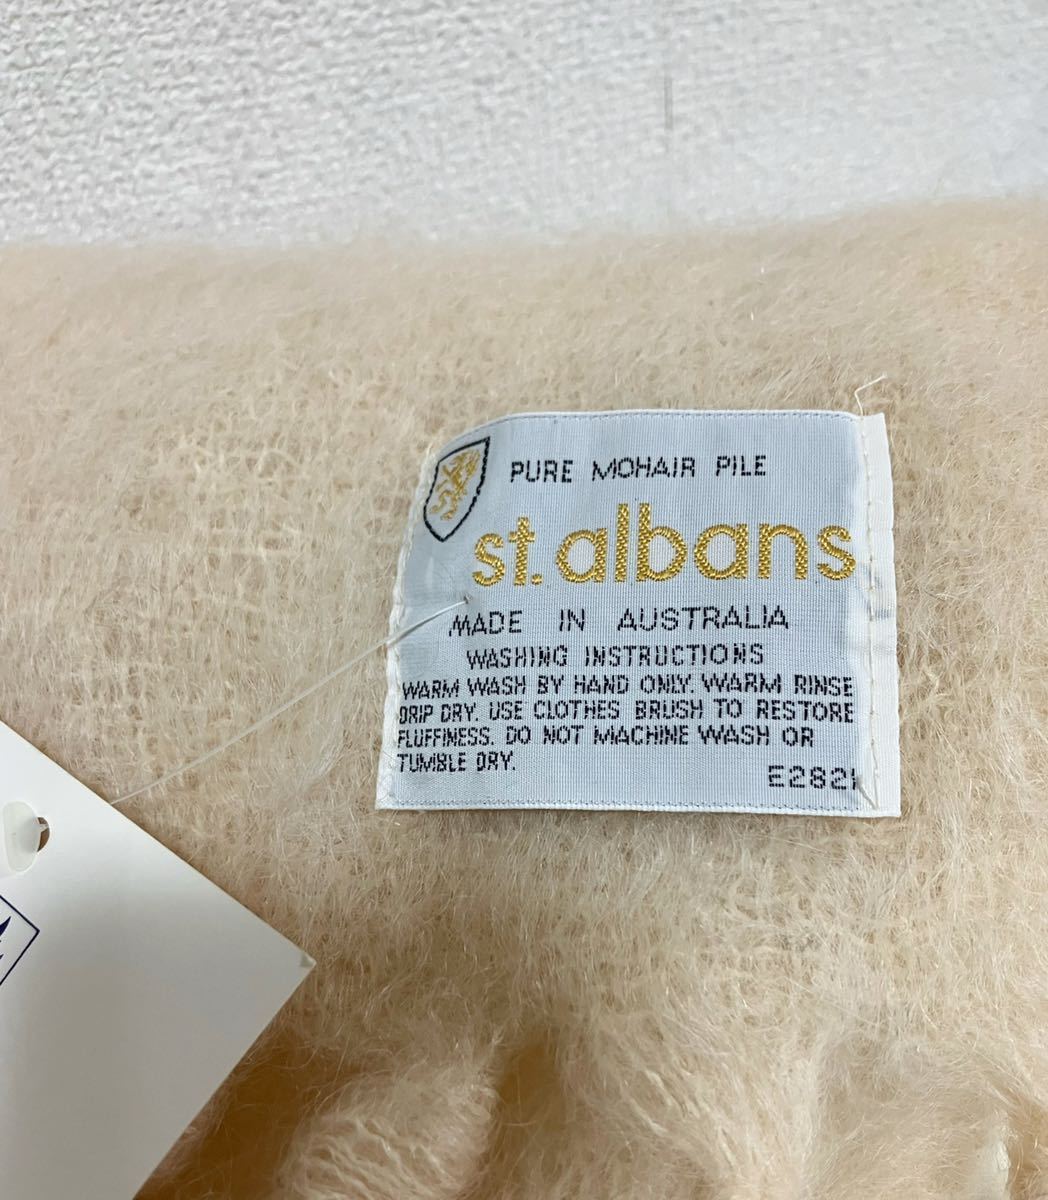 PURE MOHAIR PILE
st. albans
MADE IN AUSTRALIA
WASHING INSTRUCTIONS
WARM WASH BY HAND ONLY. WARM RINSE
DRIP DRY. USE CLOTHES BRUSH TO RESTORE
FLUFFINESS. DO NOT MACHINE WASH OR
TUMBLE DRY.